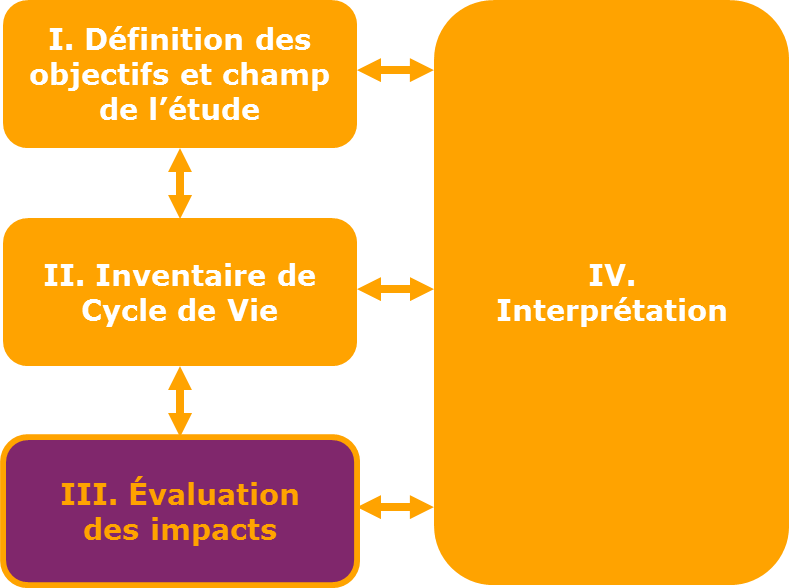 I. Définition des
objectifs et champ
de l’étude
II. Inventaire de
Cycle de Vie
III. Évaluation
des impacts
IV.
Interprétation